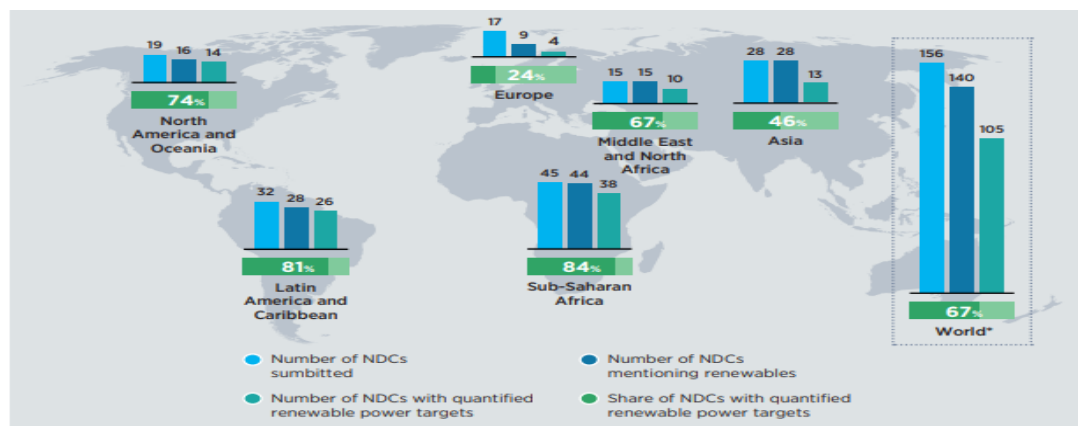 19 16 14
74%
North
America and
Oceania
17 9 4
24%
Europe
15 15 10
67%
Middle East
and North
Africa
28 28 13
46%
Asia
156 140 105
67%
World*
32 28 26
81%
Latin
America and
Caribbean
45 44 38
84%
Sub-Saharan
Africa
Number of NDCs
sumbitted
Number of NDCs
mentioning renewables
Number of NDCs with quantified
renewable power targets
Share of NDCs with quantified
renewable power targets